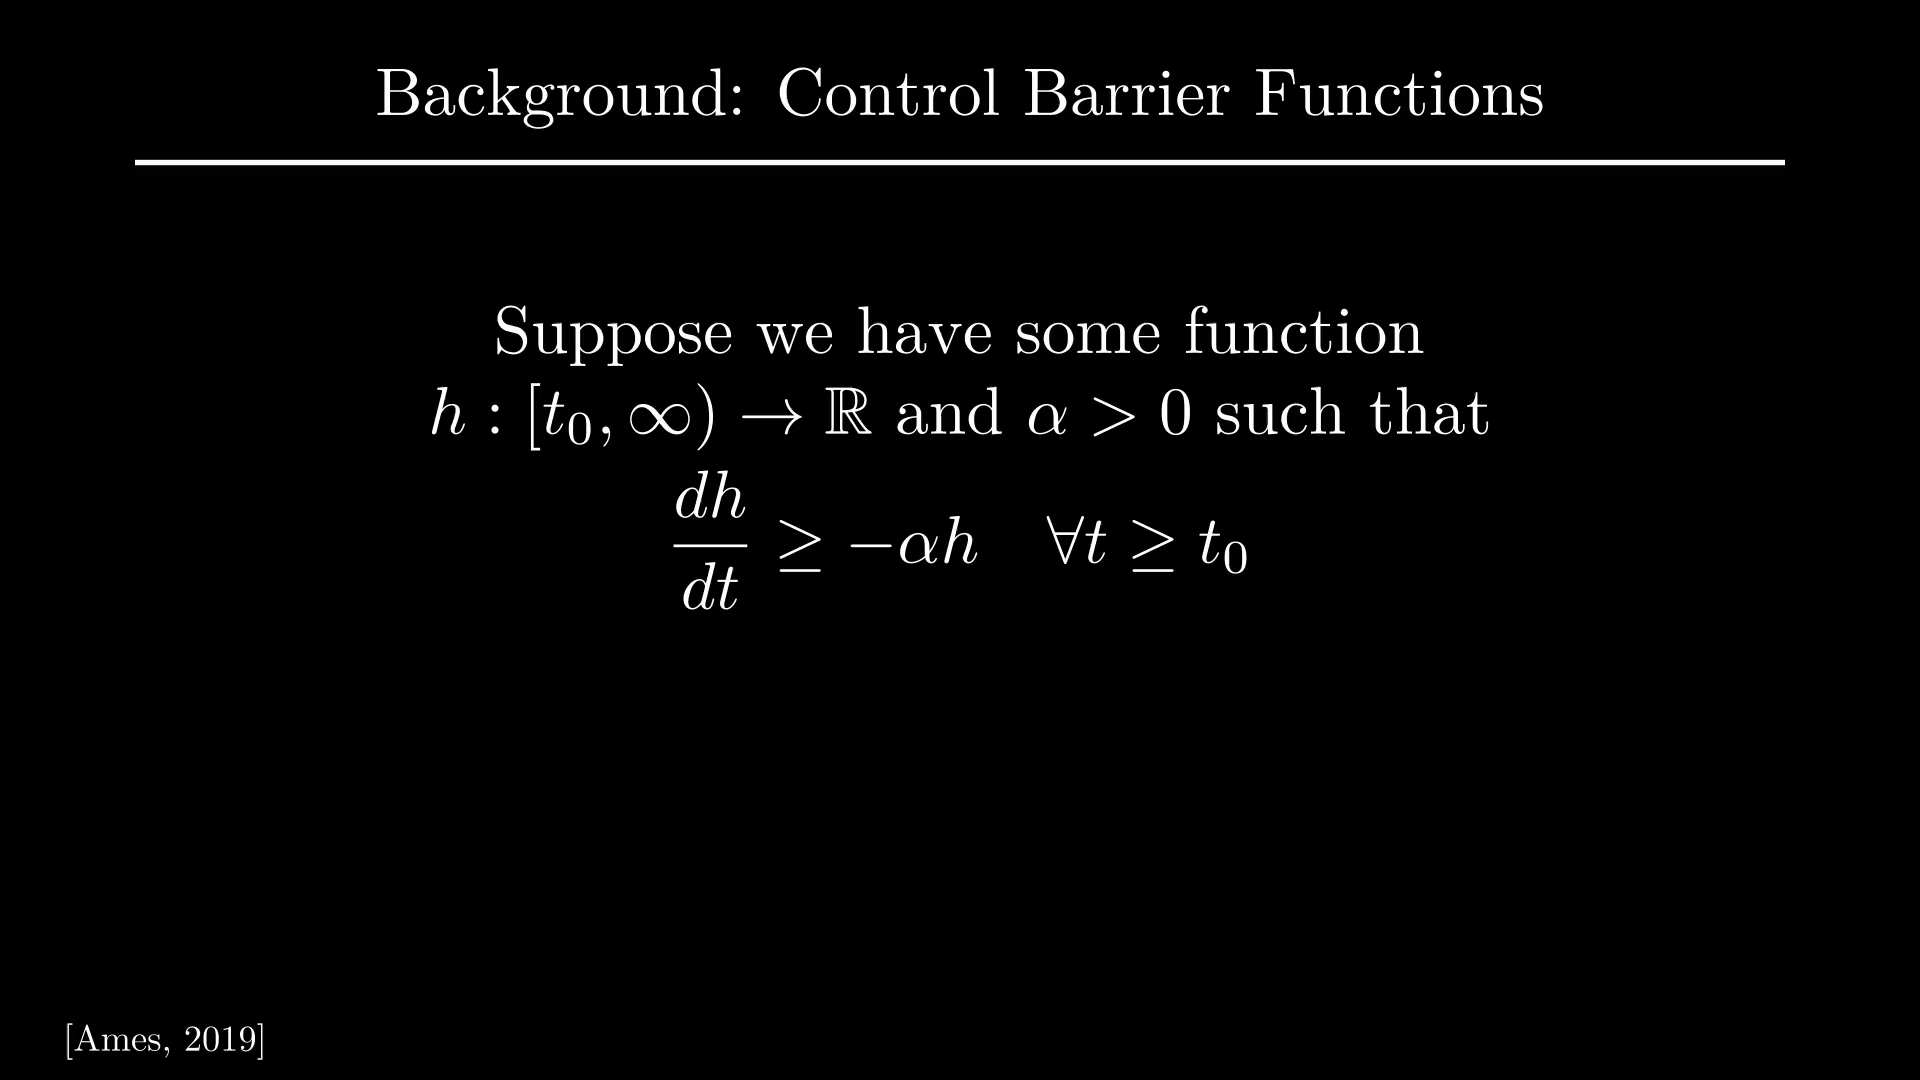 Background: Control Barrier Functions
Suppose we have some function
h : [t₀, ∞) → ℝ and α > 0 such that
dh/dt ≥ −αh ∀t ≥ t₀
[Ames, 2019]